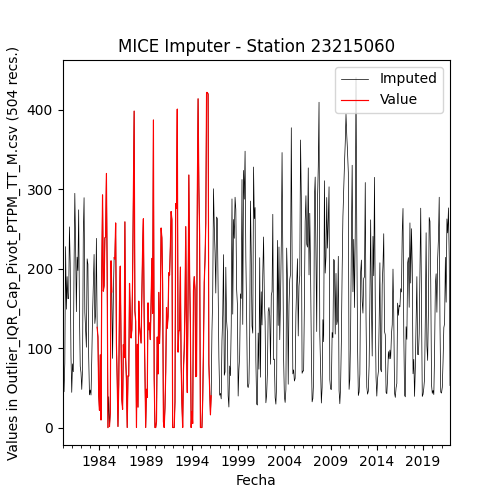 MICE Imputer - Station 23215060
Values in Outlier_IQR_Cap_Pivot_PTPM_TT_M.csv (504 recs.)
400
300
200
100
0
Imputed
Value
1984 1989 1994 1999 2004 2009 2014 2019
Fecha